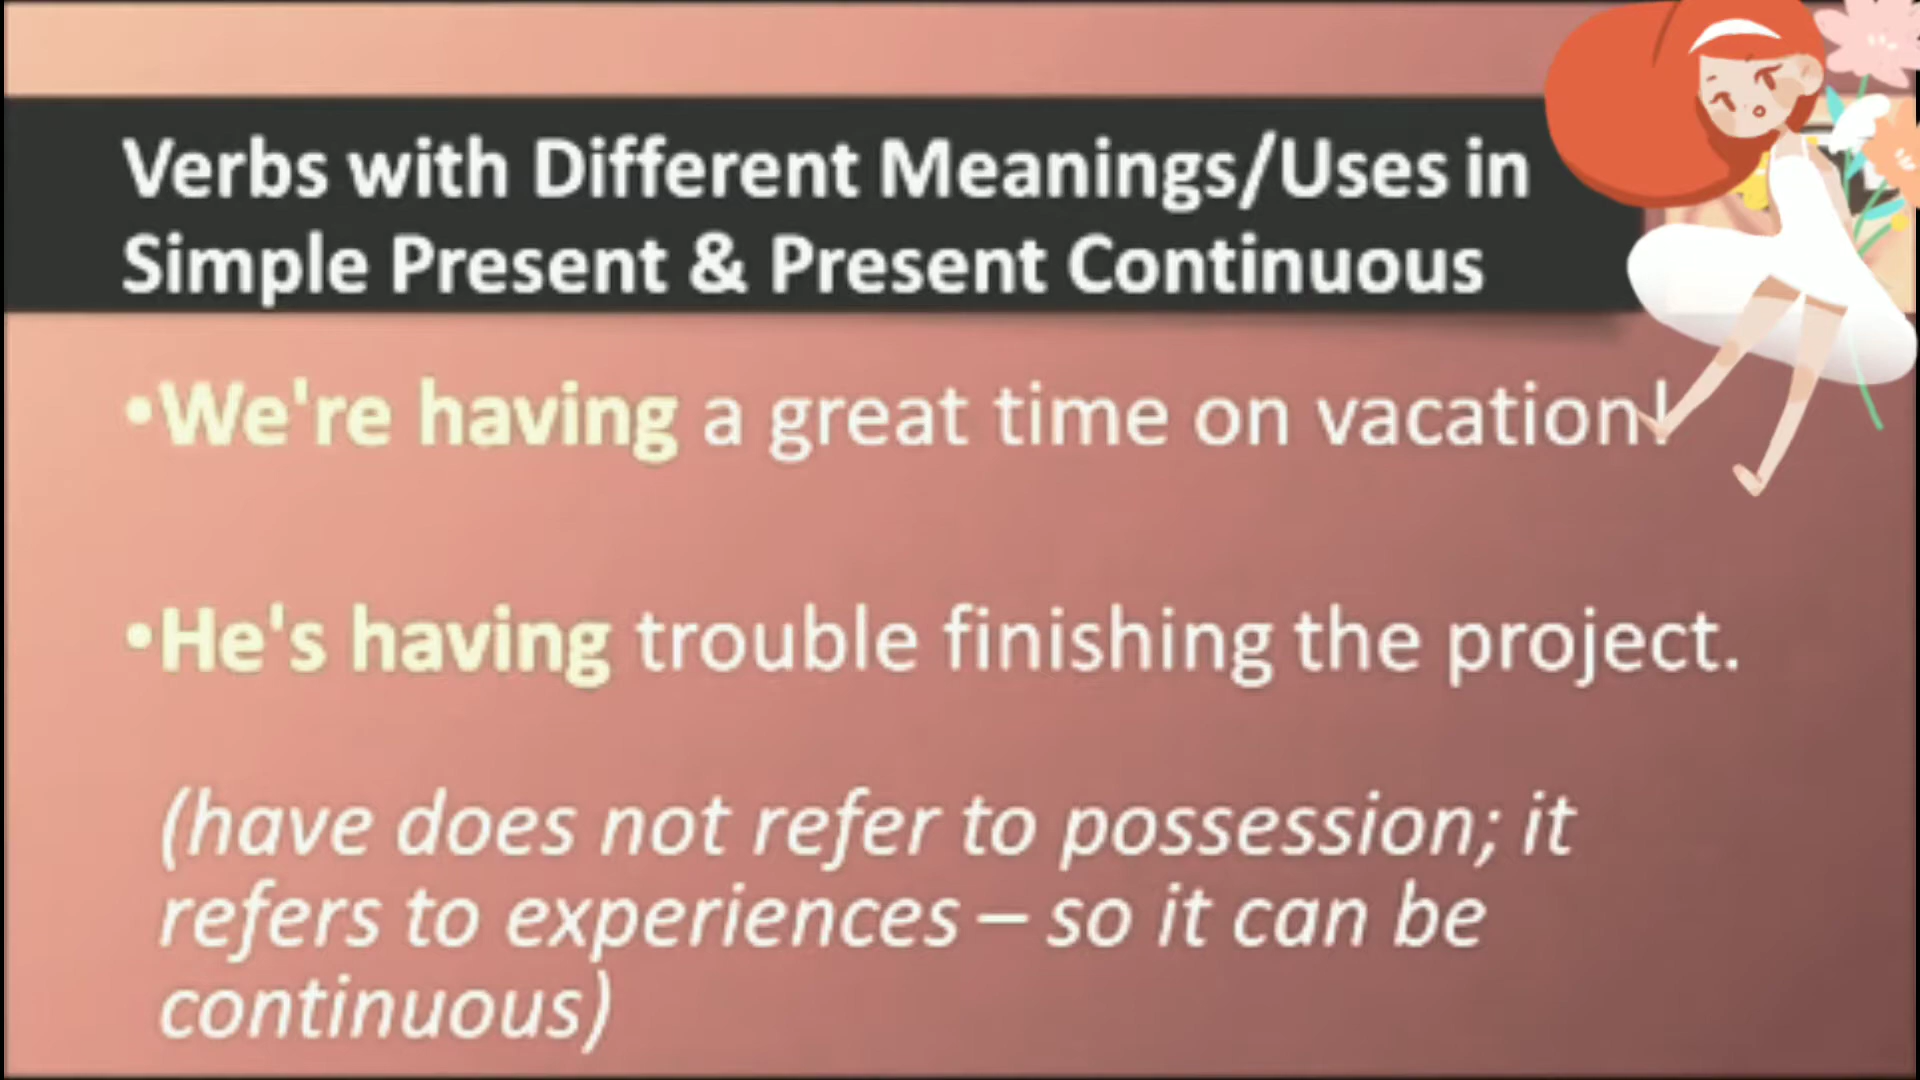 Verbs with Different Meanings/Uses in
Simple Present & Present Continuous
•We're having a great time on vacation!
•He's having trouble finishing the project.
(have does not refer to possession; it
refers to experiences – so it can be
continuous)